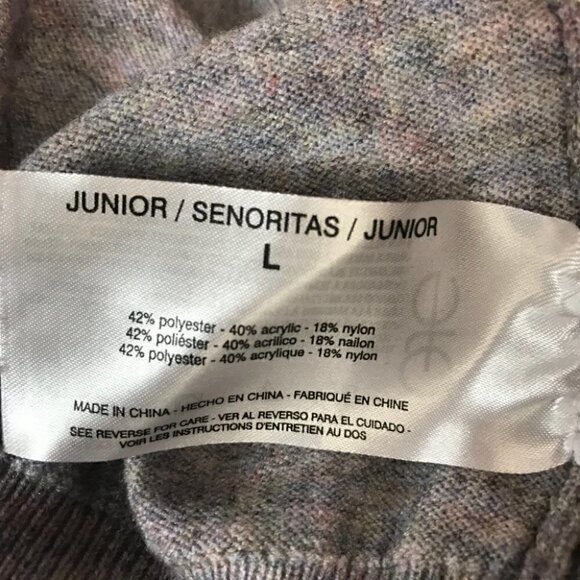 JUNIOR / SENORITAS / JUNIOR
L
42% polyester - 40% acrylic - 18% nylon
42% poliéster - 40% acrilico - 18% nailon
42% polyester - 40% acrylique - 18% nylon
MADE IN CHINA - HECHO EN CHINA - FABRIQUÉ EN CHINE
SEE REVERSE FOR CARE - VER AL REVERSO PARA EL CUIDADO -
VOIR LES INSTRUCTIONS D'ENTRETIEN AU DOS